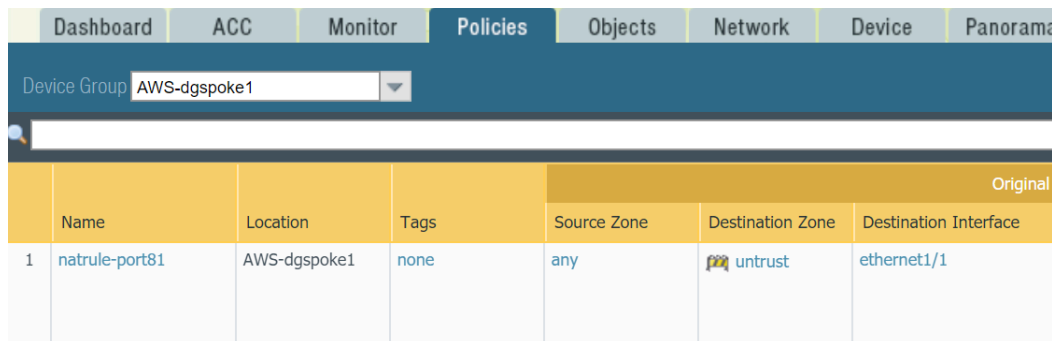 Dashboard ACC Monitor Policies Objects Network Device Panorama
Device Group AWS-dgspoke1
Original
Name Location Tags Source Zone Destination Zone Destination Interface
1 natrule-port81 AWS-dgspoke1 none any untrust ethernet1/1